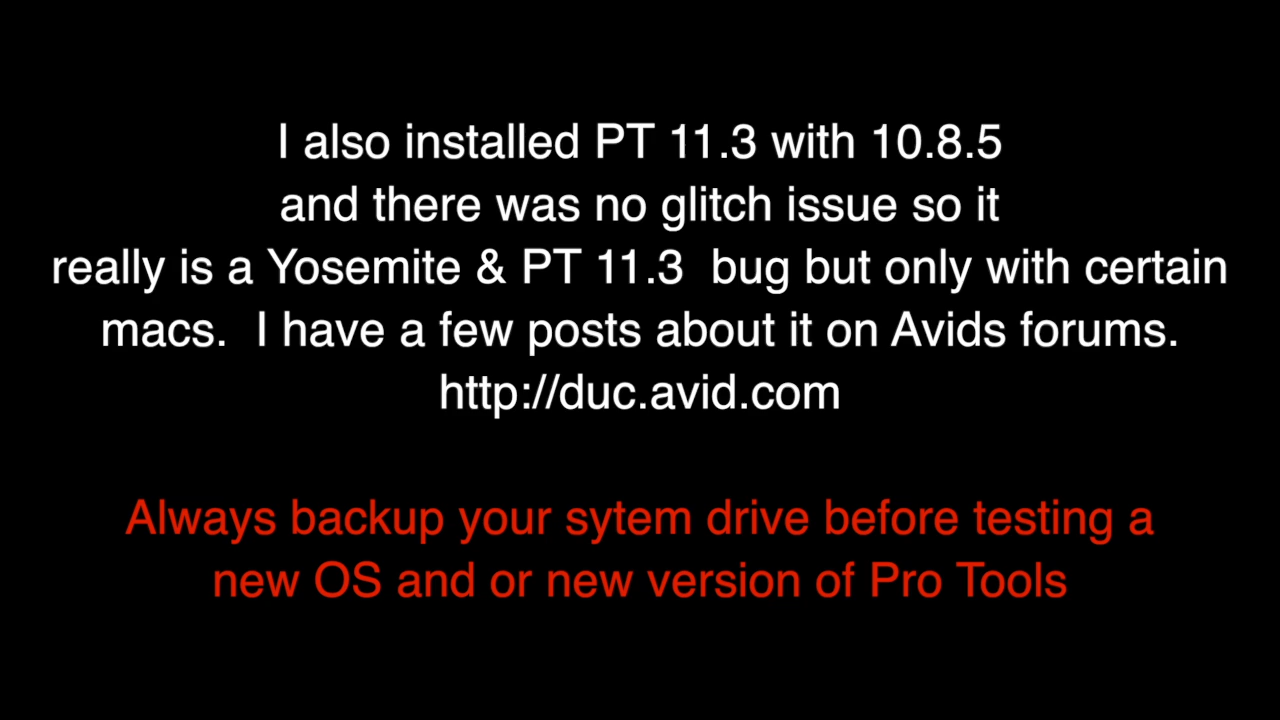 I also installed PT 11.3 with 10.8.5
and there was no glitch issue so it
really is a Yosemite & PT 11.3  bug but only with certain
macs.  I have a few posts about it on Avids forums.
http://duc.avid.com
Always backup your sytem drive before testing a
new OS and or new version of Pro Tools